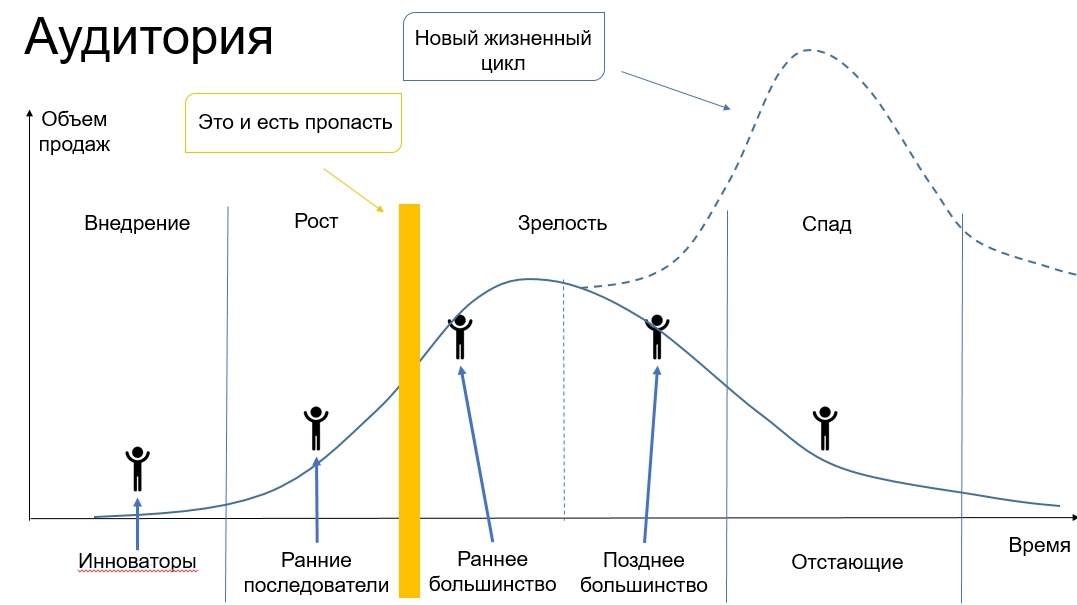 Аудитория
Новый жизненный
цикл
Это и есть пропасть
Объем
продаж
Внедрение
Рост
Зрелость
Спад
Инноваторы
Ранние
последователи
Раннее
большинство
Позднее
большинство
Отстающие
Время